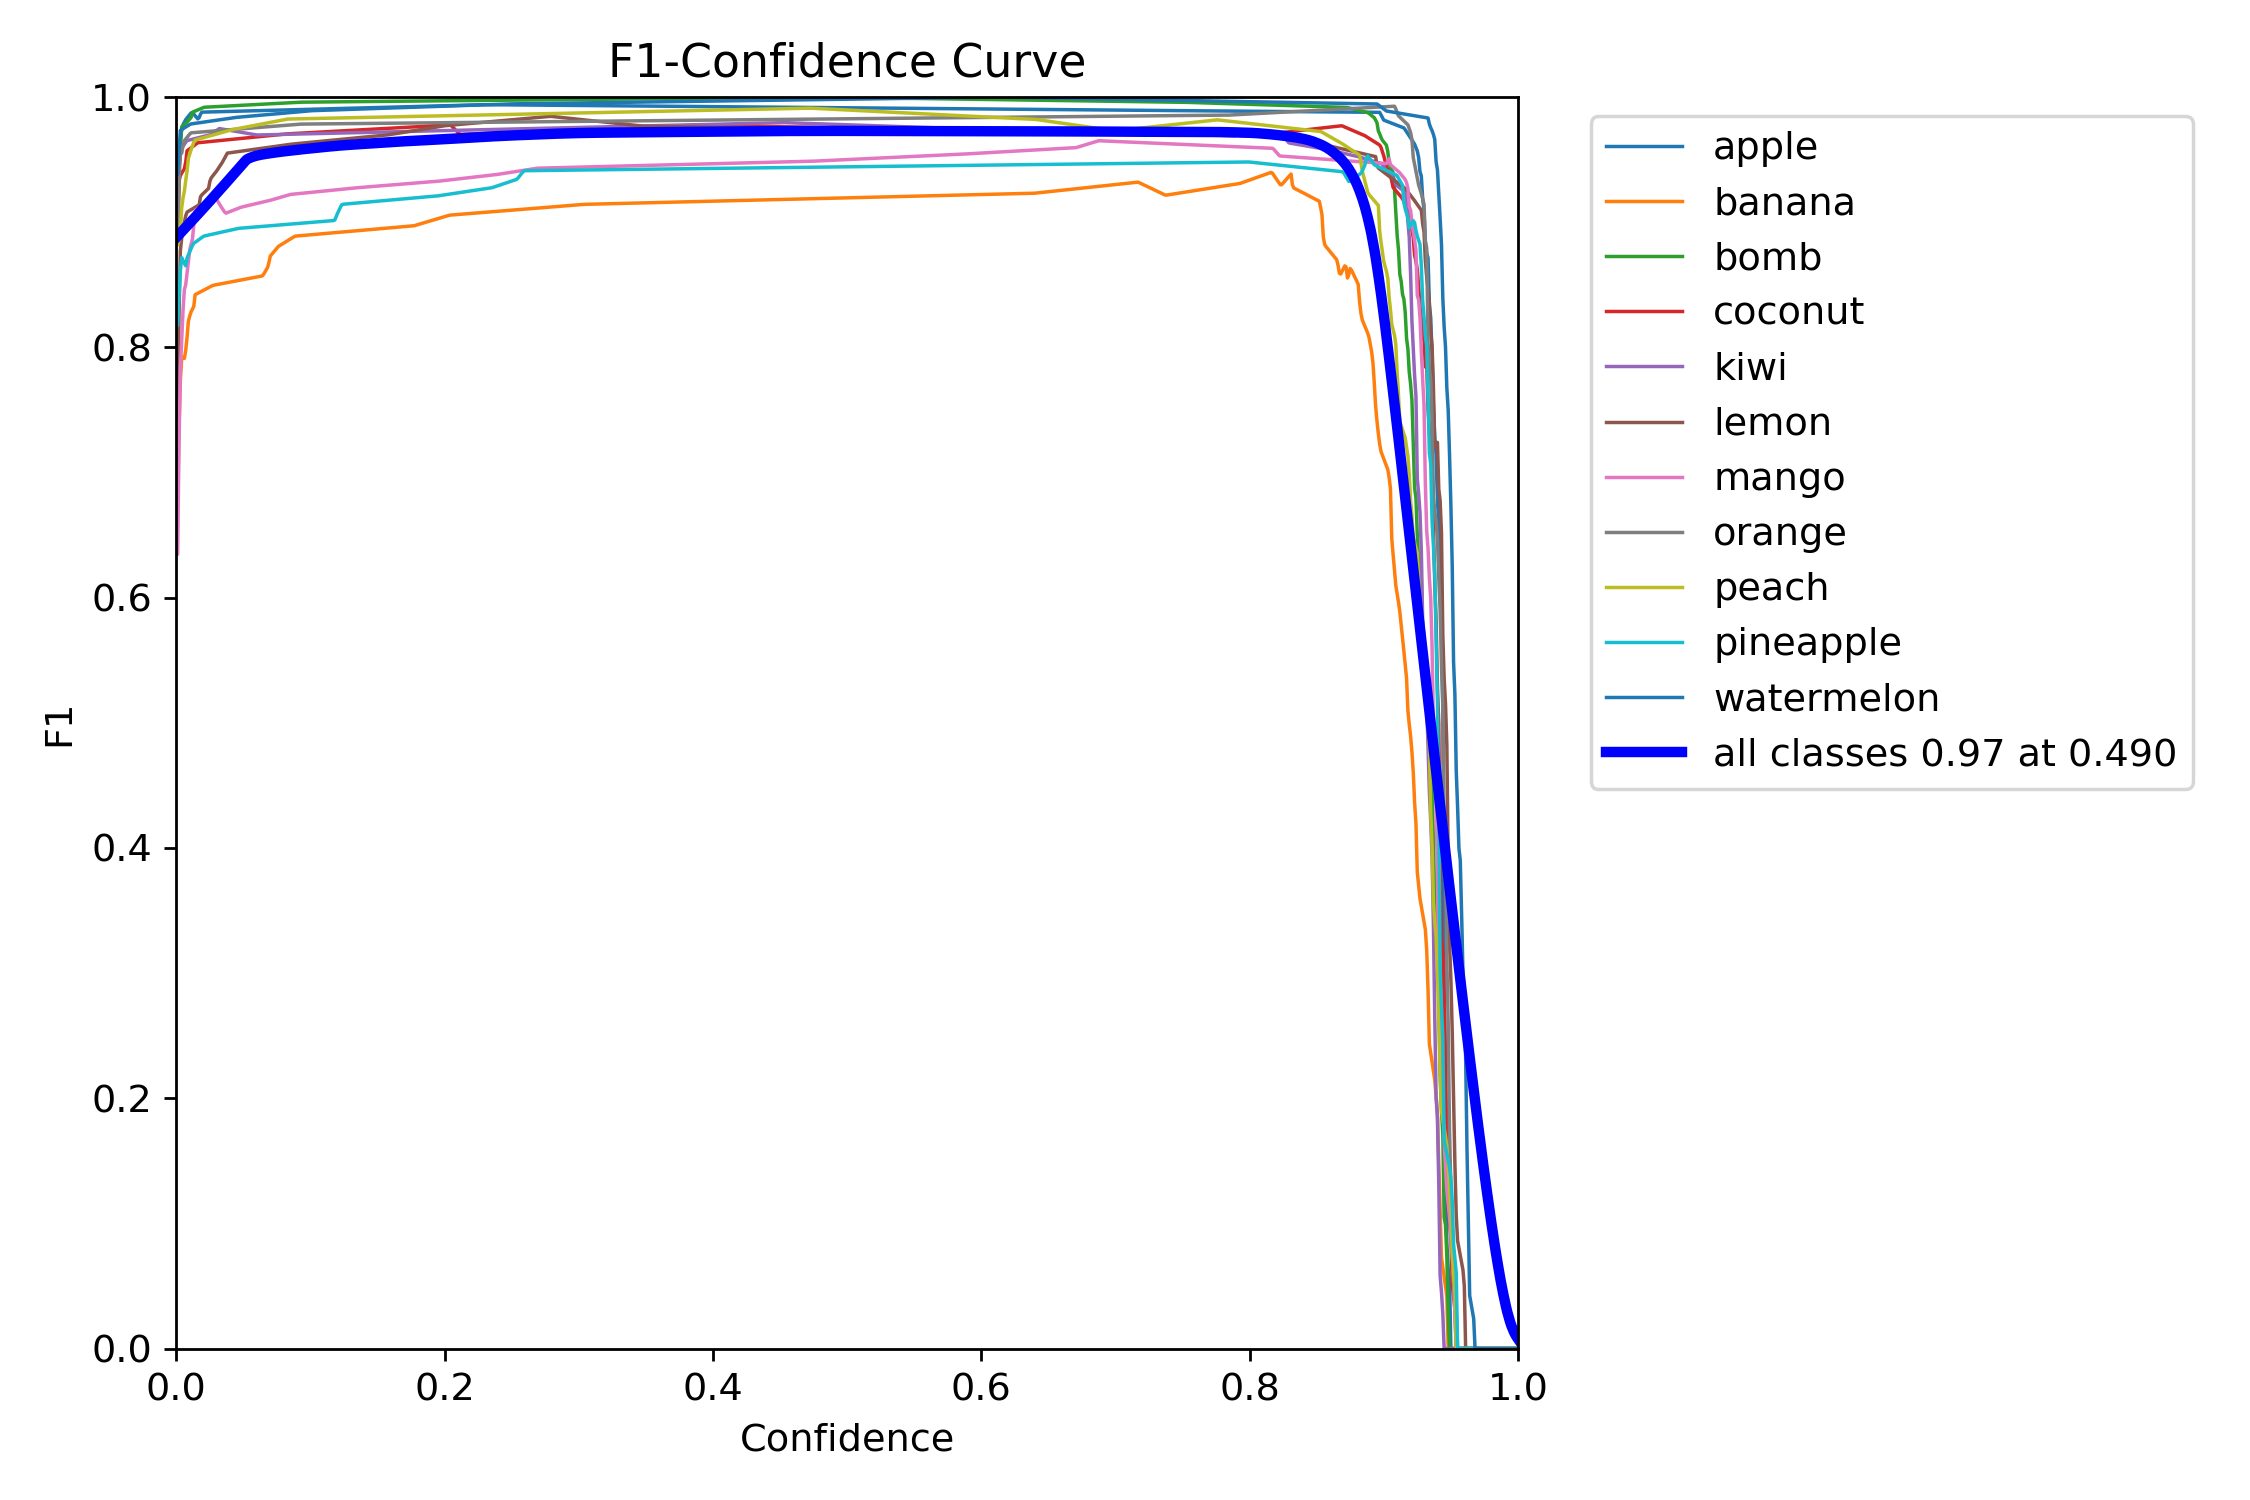 F1-Confidence Curve
1.0
0.8
0.6
0.4
0.2
0.0
F1
0.0 0.2 0.4 0.6 0.8 1.0
Confidence
apple
banana
bomb
coconut
kiwi
lemon
mango
orange
peach
pineapple
watermelon
all classes 0.97 at 0.490